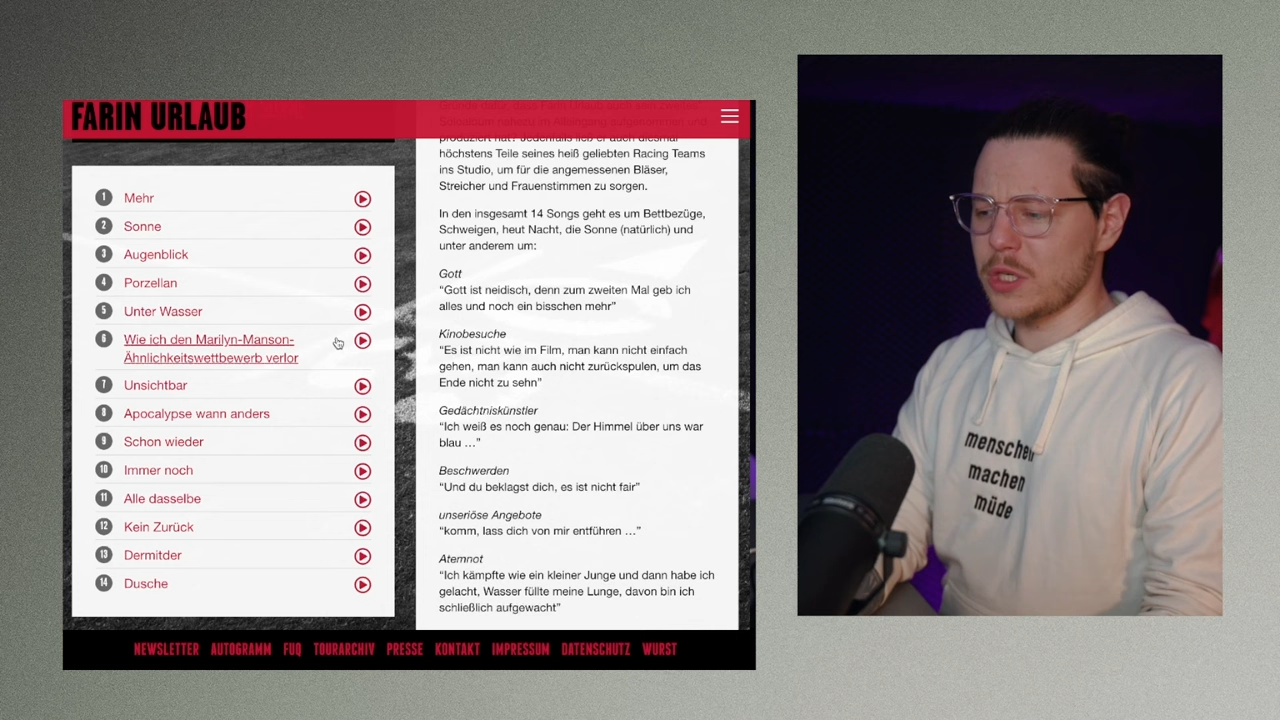 FARIN URLAUB
1 Mehr
2 Sonne
3 Augenblick
4 Porzellan
5 Unter Wasser
6 Wie ich den Marilyn-Manson-
Ähnlichkeitswettbewerb verlor
7 Unsichtbar
8 Apocalypse wann anders
9 Schon wieder
10 Immer noch
11 Alle dasselbe
12 Kein Zurück
13 Dermitder
14 Dusche
produziert hat? Jedenfalls ließ er auch diesmal
höchstens Teile seines heiß geliebten Racing Teams
ins Studio, um für die angemessenen Bläser,
Streicher und Frauenstimmen zu sorgen.
In den insgesamt 14 Songs geht es um Bettbezüge,
Schweigen, heut Nacht, die Sonne (natürlich) und
unter anderem um:
Gott
“Gott ist neidisch, denn zum zweiten Mal geb ich
alles und noch ein bisschen mehr”
Kinobesuche
“Es ist nicht wie im Film, man kann nicht einfach
gehen, man kann auch nicht zurückspulen, um das
Ende nicht zu sehn”
Gedächtniskünstler
“Ich weiß es noch genau: Der Himmel über uns war
blau …”
Beschwerden
“Und du beklagst dich, es ist nicht fair”
unseriöse Angebote
“komm, lass dich von mir entführen …”
Atemnot
“Ich kämpfte wie ein kleiner Junge und dann habe ich
gelacht, Wasser füllte meine Lunge, davon bin ich
schließlich aufgewacht”
NEWSLETTER AUTOGRAMM FUQ TOURARCHIV PRESSE KONTAKT IMPRESSUM DATENSCHUTZ WURST
menschen
machen
müde